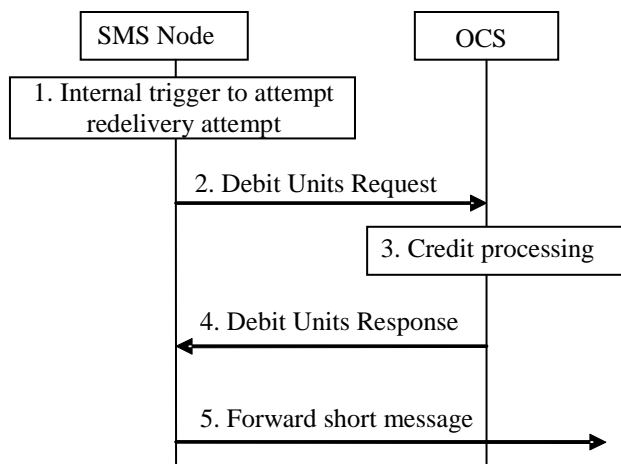 SMS Node
OCS
1. Internal trigger to attempt
redelivery attempt
2. Debit Units Request
3. Credit processing
4. Debit Units Response
5. Forward short message